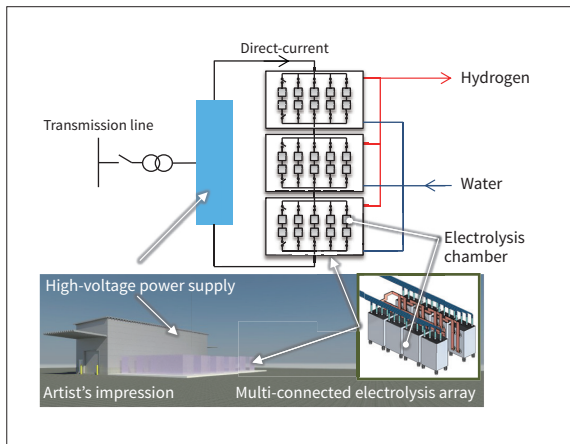 Direct-current
Hydrogen
Transmission line
Water
Electrolysis
chamber
High-voltage power supply
Artist's impression
Multi-connected electrolysis array